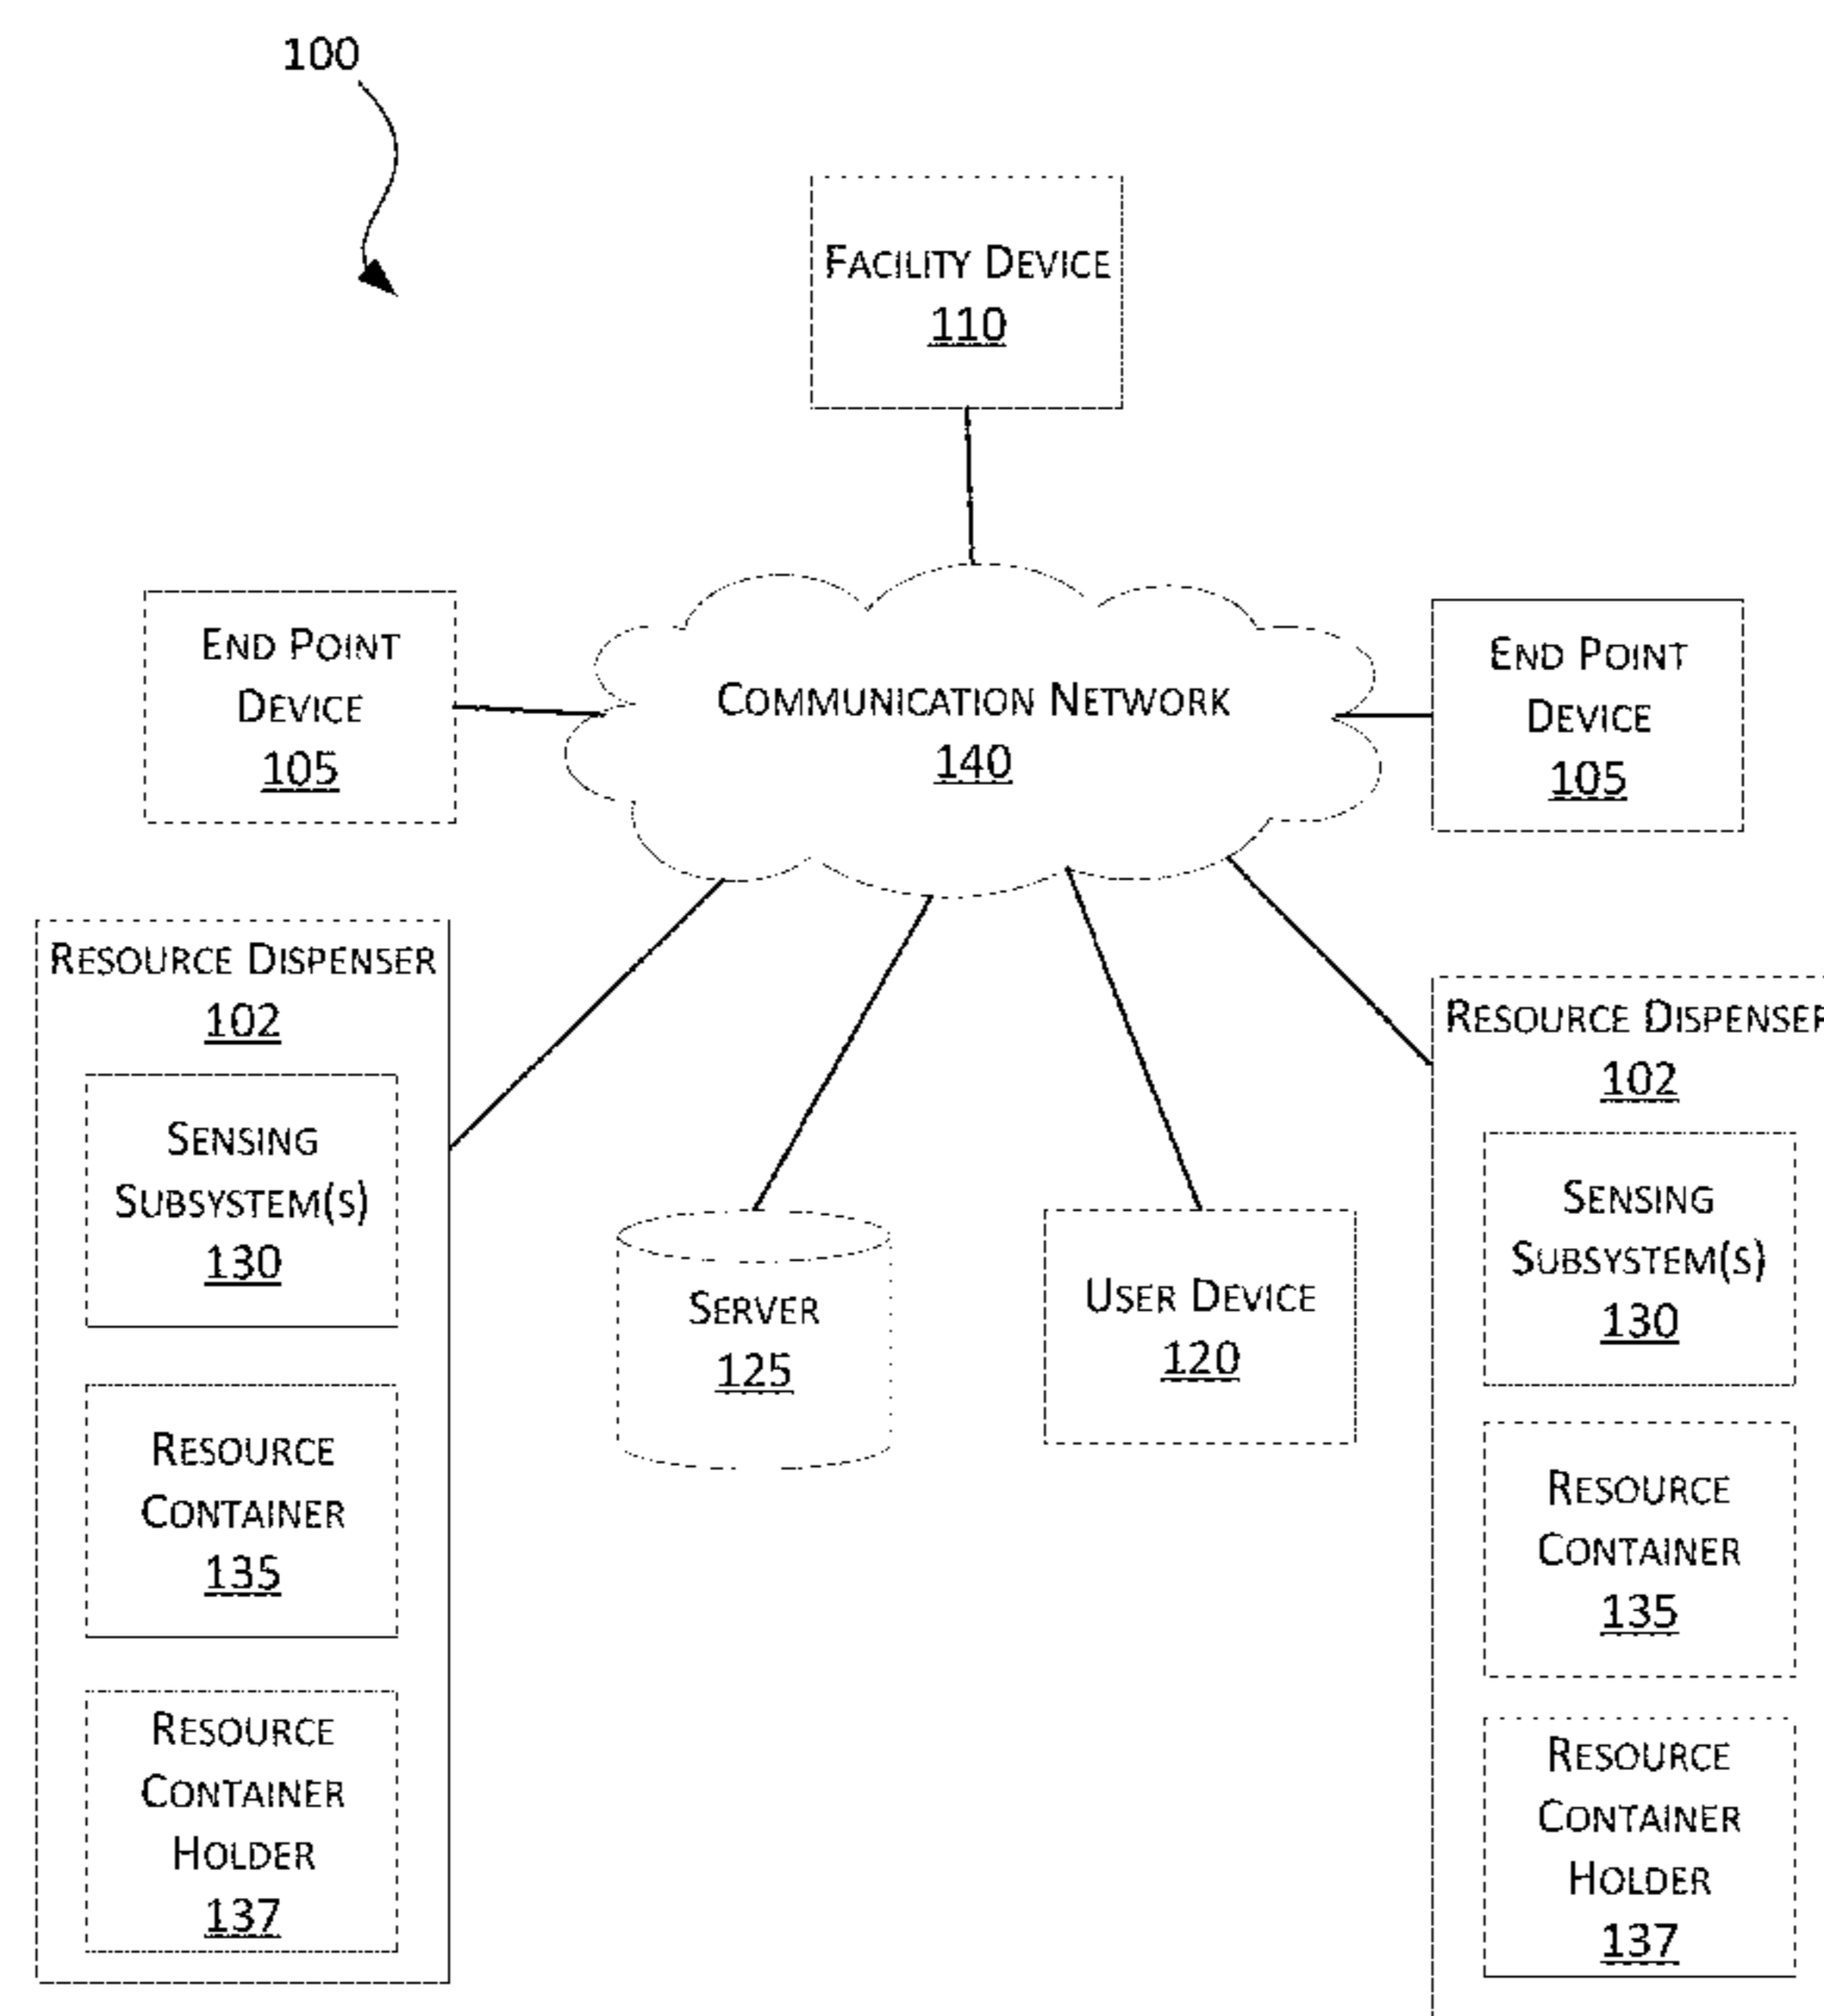 100
FACILITY DEVICE
110
END POINT
DEVICE
105
COMMUNICATION NETWORK
140
END POINT
DEVICE
105
RESOURCE DISPENSER
102
SENSING
SUBSYSTEM(S)
130
RESOURCE
CONTAINER
135
RESOURCE
CONTAINER
HOLDER
137
SERVER
125
USER DEVICE
120
RESOURCE DISPENSER
102
SENSING
SUBSYSTEM(S)
130
RESOURCE
CONTAINER
135
RESOURCE
CONTAINER
HOLDER
137